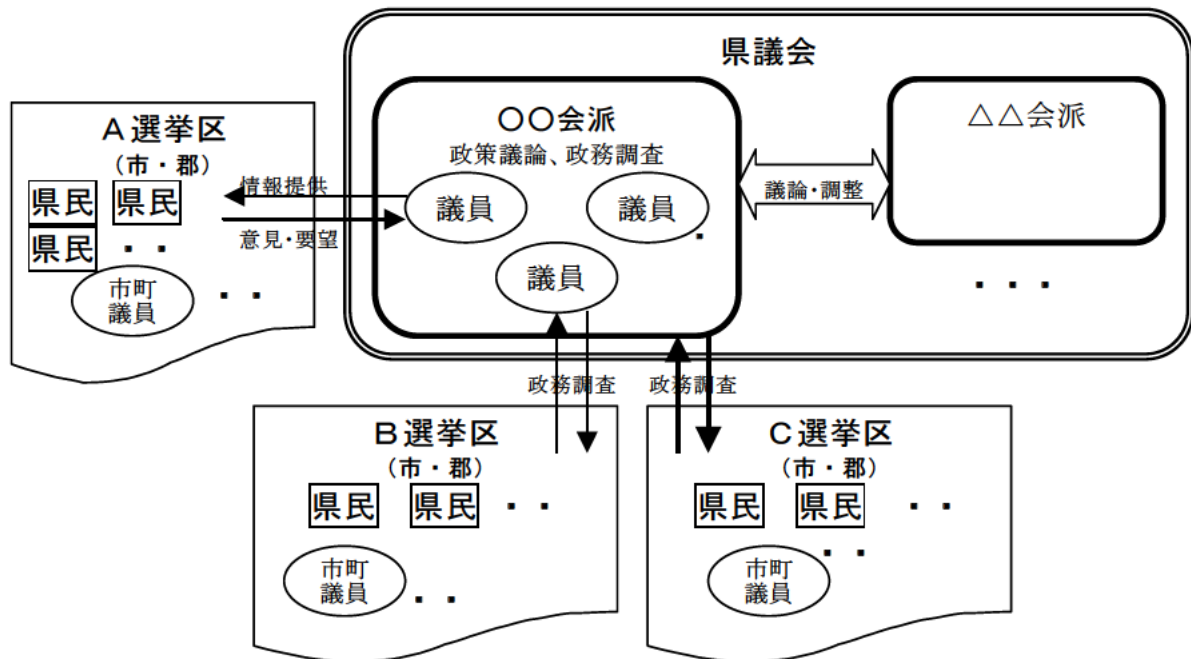 県議会
〇〇会派
政策議論、政務調査
議員
議員
・
議員
議論・調整
△△会派
・・・
A選挙区
(市・郡)
県民
県民
県民
・・
市町
議員
・・
情報提供
意見・要望
政務調査
政務調査
B選挙区
(市・郡)
県民
県民
・・
市町
議員
・・
C選挙区
(市・郡)
県民
県民
・・
・・
市町
議員